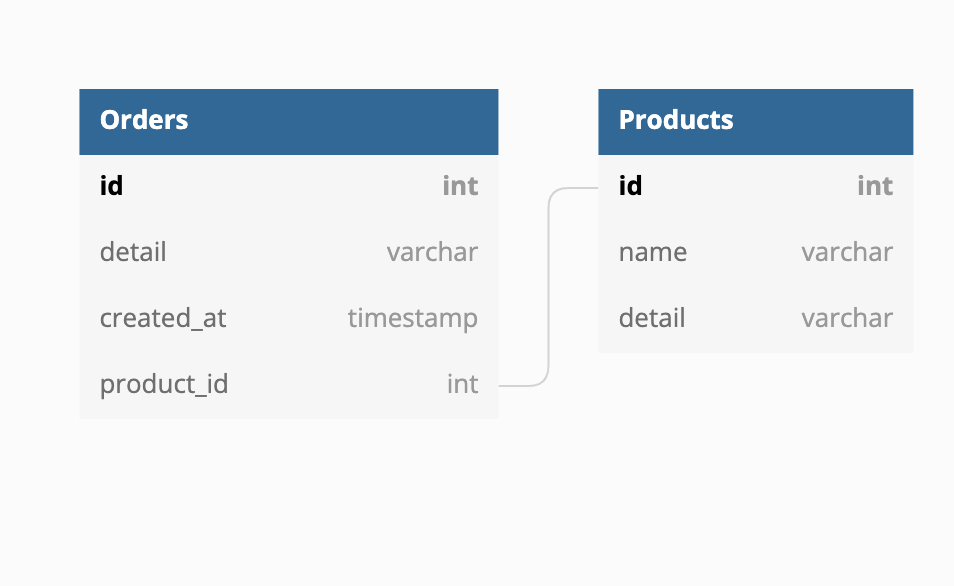 Orders
id int
detail varchar
created_at timestamp
product_id int
Products
id int
name varchar
detail varchar